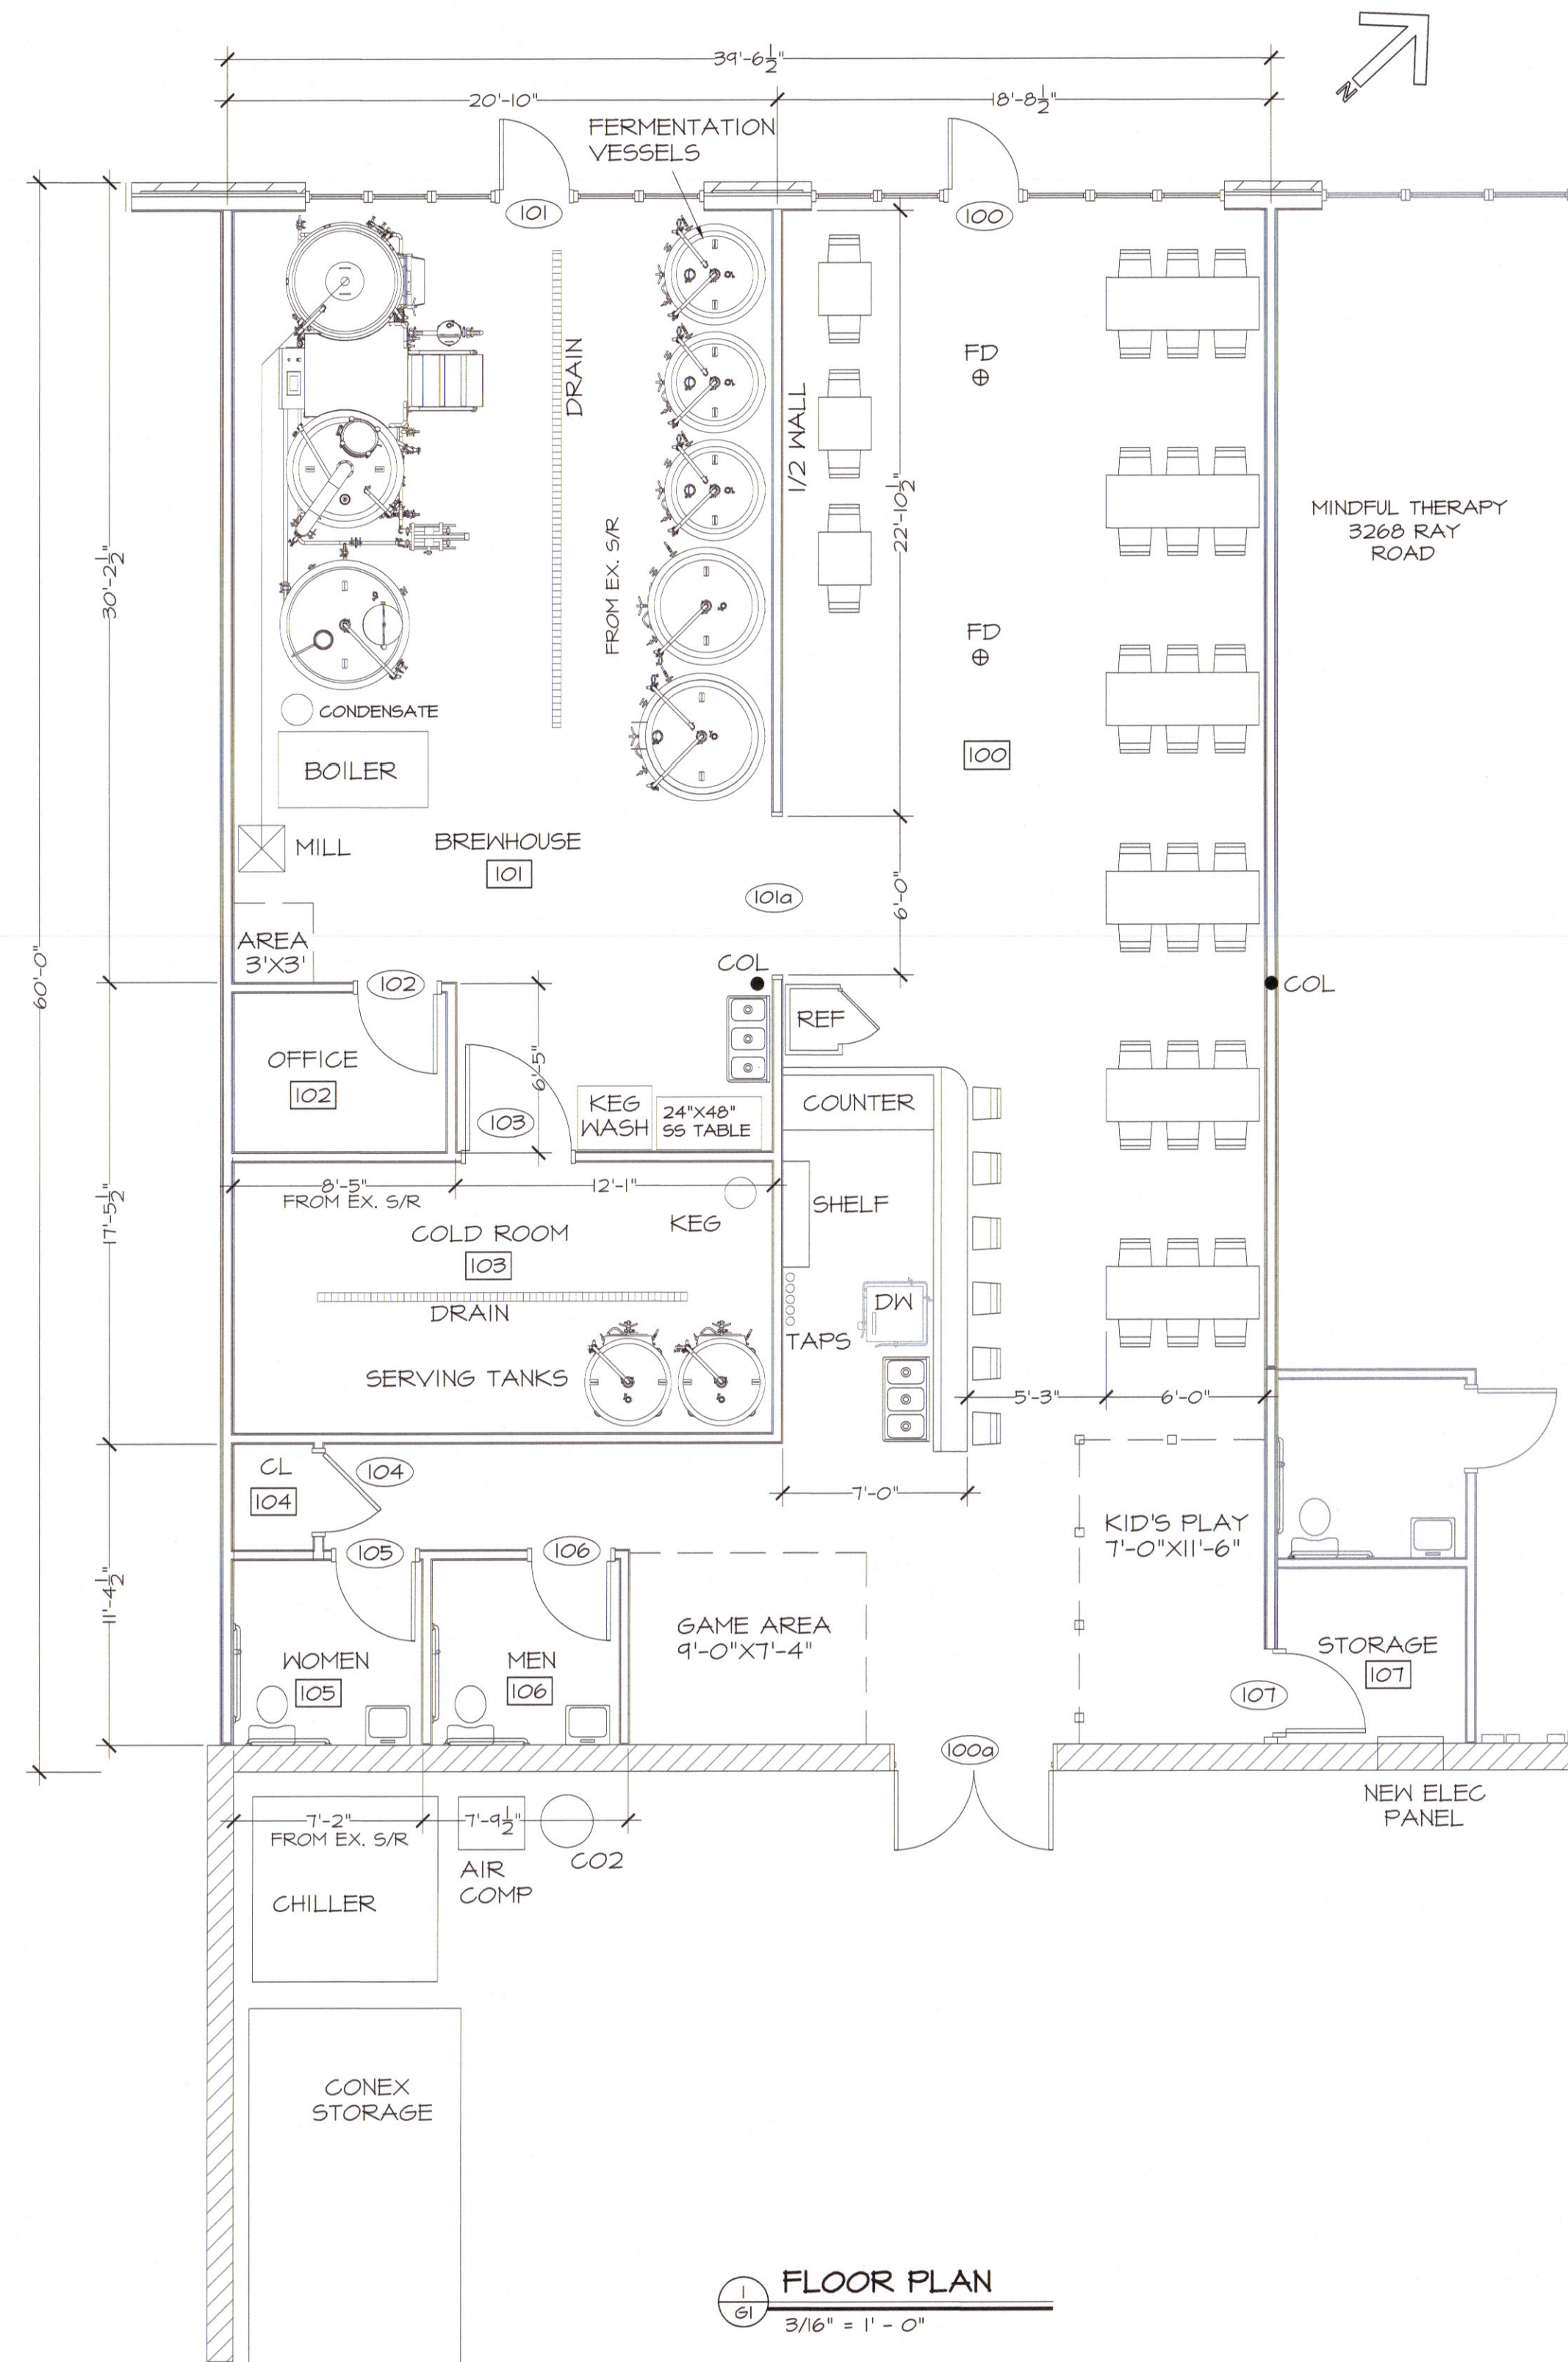 39'-6½"
N
20'-10"
18'-8½"
FERMENTATION
VESSELS
101
100
DRAIN
FD
1/2 WALL
22'-10½"
30'-2½"
60'-0"
MINDFUL THERAPY
3268 RAY
ROAD
FROM EX. S/R
FD
CONDENSATE
BOILER
100
MILL
BREWHOUSE
101
101a
6'-0"
AREA
3'X3'
COL
COL
102
REF
OFFICE
102
6'-5"
103
KEG
WASH
24"X48"
SS TABLE
COUNTER
8'-5"
FROM EX. S/R
12'-1"
17'-5½"
KEG
SHELF
COLD ROOM
103
DRAIN
DW
TAPS
SERVING TANKS
5'-3"
6'-0"
CL
104
104
7'-0"
KID'S PLAY
7'-0"X11'-6"
105
106
11'-4½"
GAME AREA
9'-0"X7'-4"
WOMEN
105
MEN
106
STORAGE
107
107
100a
NEW ELEC
PANEL
7'-2"
FROM EX. S/R
7'-9½"
AIR
COMP
CO2
CHILLER
CONEX
STORAGE
1
G1
FLOOR PLAN
3/16" = 1' - 0"